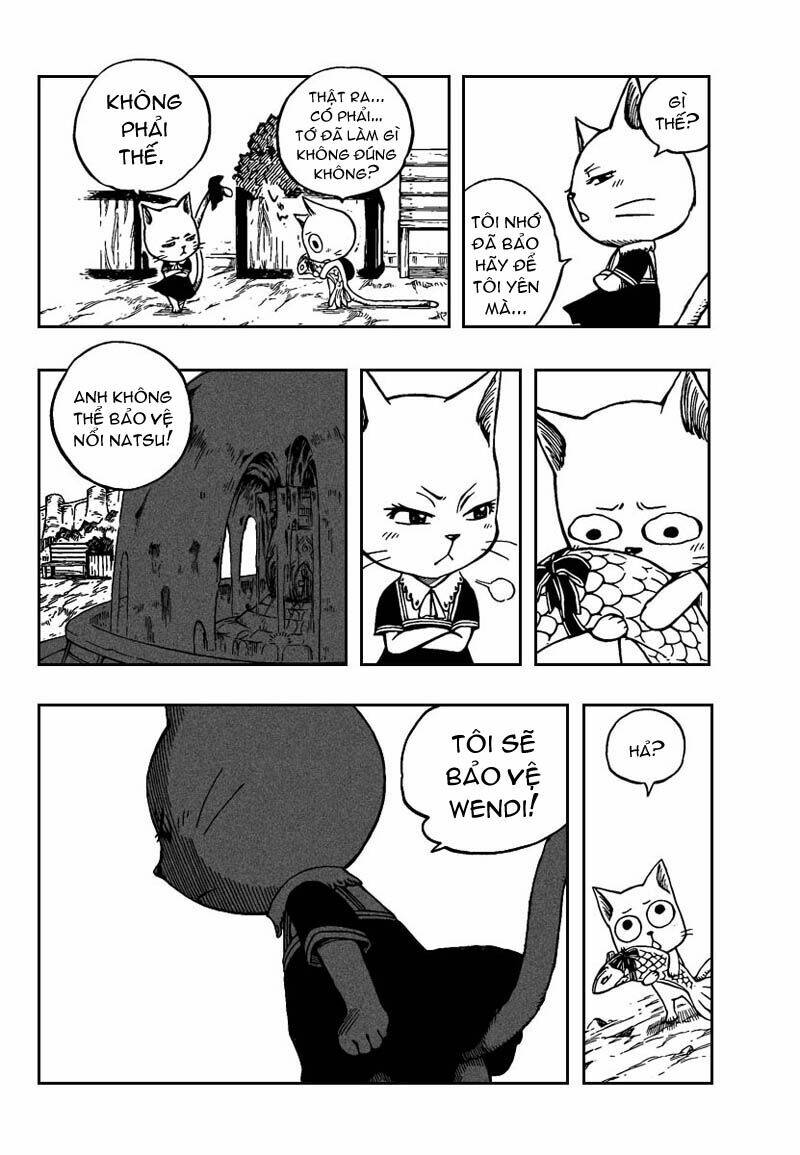 GÌ
THẾ?
TÔI NHỚ
ĐÃ BẢO
HÃY ĐỂ
TÔI YÊN
MÀ...
THẬT RA...
CÓ PHẢI...
TỚ ĐÃ LÀM GÌ
KHÔNG ĐÚNG
KHÔNG?
KHÔNG
PHẢI
THẾ.
ANH KHÔNG
THỂ BẢO VỆ
NỔI NATSU!
HẢ?
TÔI SẼ
BẢO VỆ
WENDI!